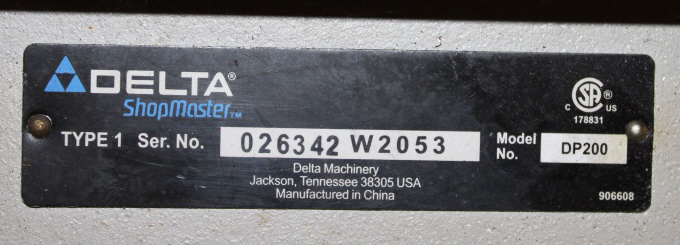 DELTA®
ShopMaster™
CSA® C US
178831
TYPE 1 Ser. No. 026342 W2053
Model No. DP200
Delta Machinery
Jackson, Tennessee 38305 USA
Manufactured in China
906608